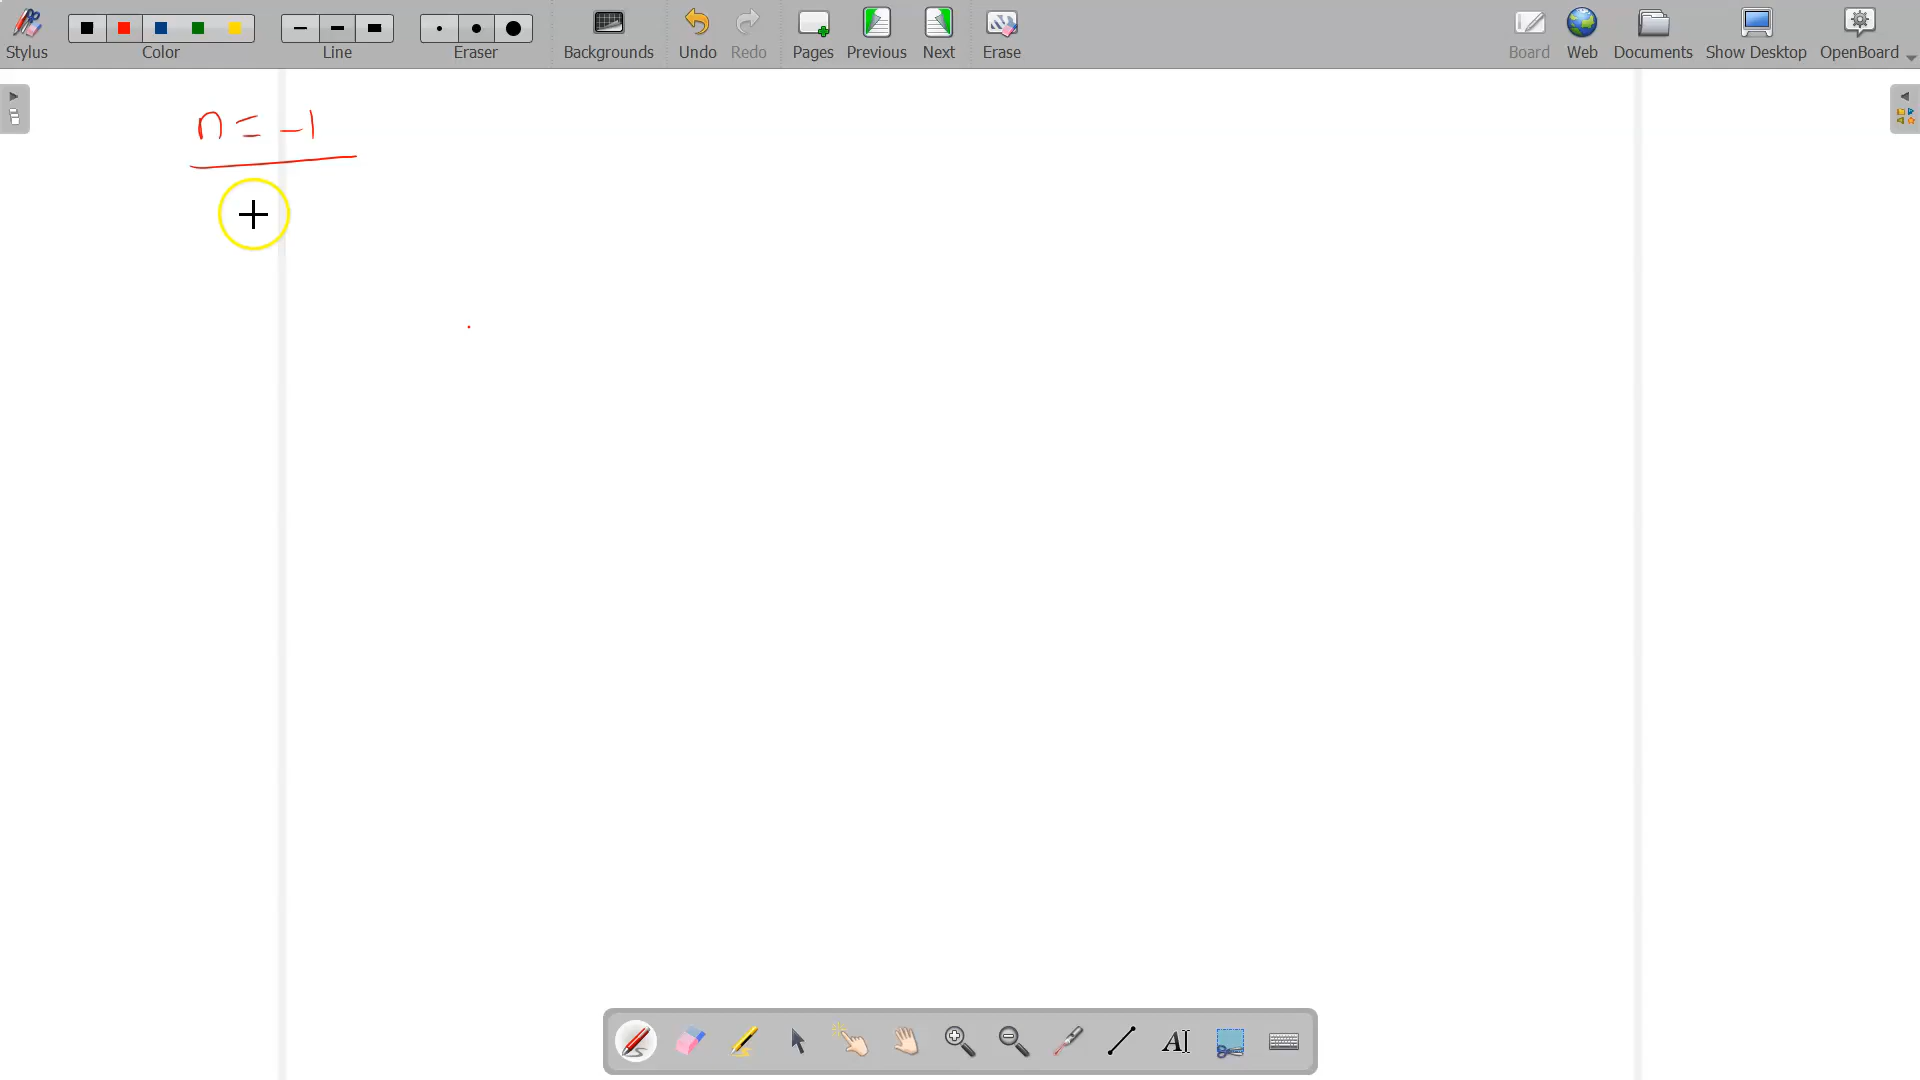 Stylus
Color
Line
Eraser
Backgrounds
Undo
Redo
Pages
Previous
Next
Erase
Board
Web
Documents
Show Desktop
OpenBoard
n = -1
A